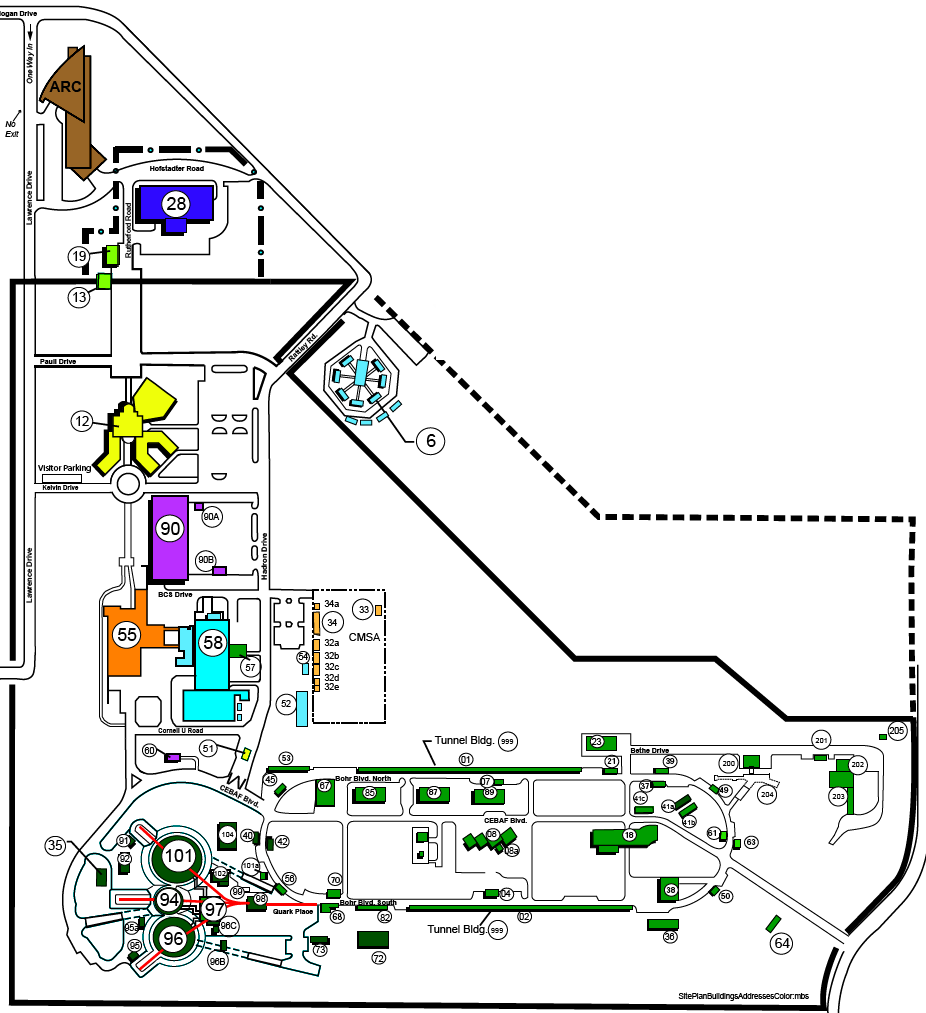 ogan Drive
One Way In
ARC
No
Exit
Hofstadter Road
Lawrence Drive
Rutherford Road
28
19
13
Rattley Rd.
Pauli Drive
12
6
Visitor Parking
Kelvin Drive
90
90A
90B
Hadron Drive
Lawrence Drive
BCS Drive
34a
34
33
55
58
CMSA
32a
32b
32c
32d
32e
57
54
52
Cornell U Road
60
51
53
Tunnel Bldg. 999
01
23
Bethe Drive
201
205
45
CEBAF Blvd.
67
Bohr Blvd. North
85
87
07
89
21
39
37
200
202
49
204
203
41c
41a
41b
CEBAF Blvd.
35
91
92
101
104
40
42
08
08a
18
61
63
102
101a
99
56
70
94
97
98
Quark Place
Bohr Blvd. South
04
38
50
68
82
02
95a
96C
96
95
96B
73
72
Tunnel Bldg. 999
36
64
SitePlanBuildingsAddressesColor:mbs